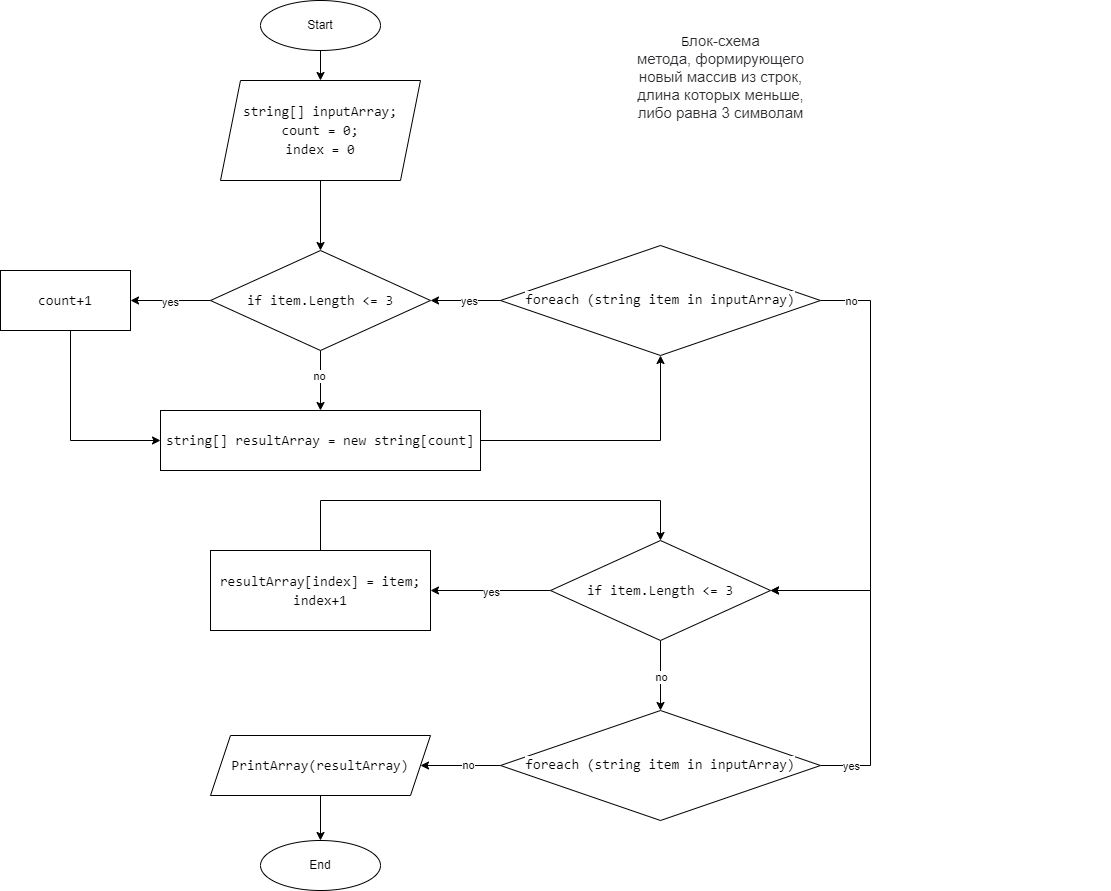 Start
Блок-схема
метода, формирующего
новый массив из строк,
длина которых меньше,
либо равна 3 символам
string[] inputArray;
count = 0;
index = 0
count+1
yes
if item.Length <= 3
yes
foreach (string item in inputArray)
no
no
string[] resultArray = new string[count]
resultArray[index] = item;
index+1
yes
if item.Length <= 3
no
PrintArray(resultArray)
no
foreach (string item in inputArray)
yes
End